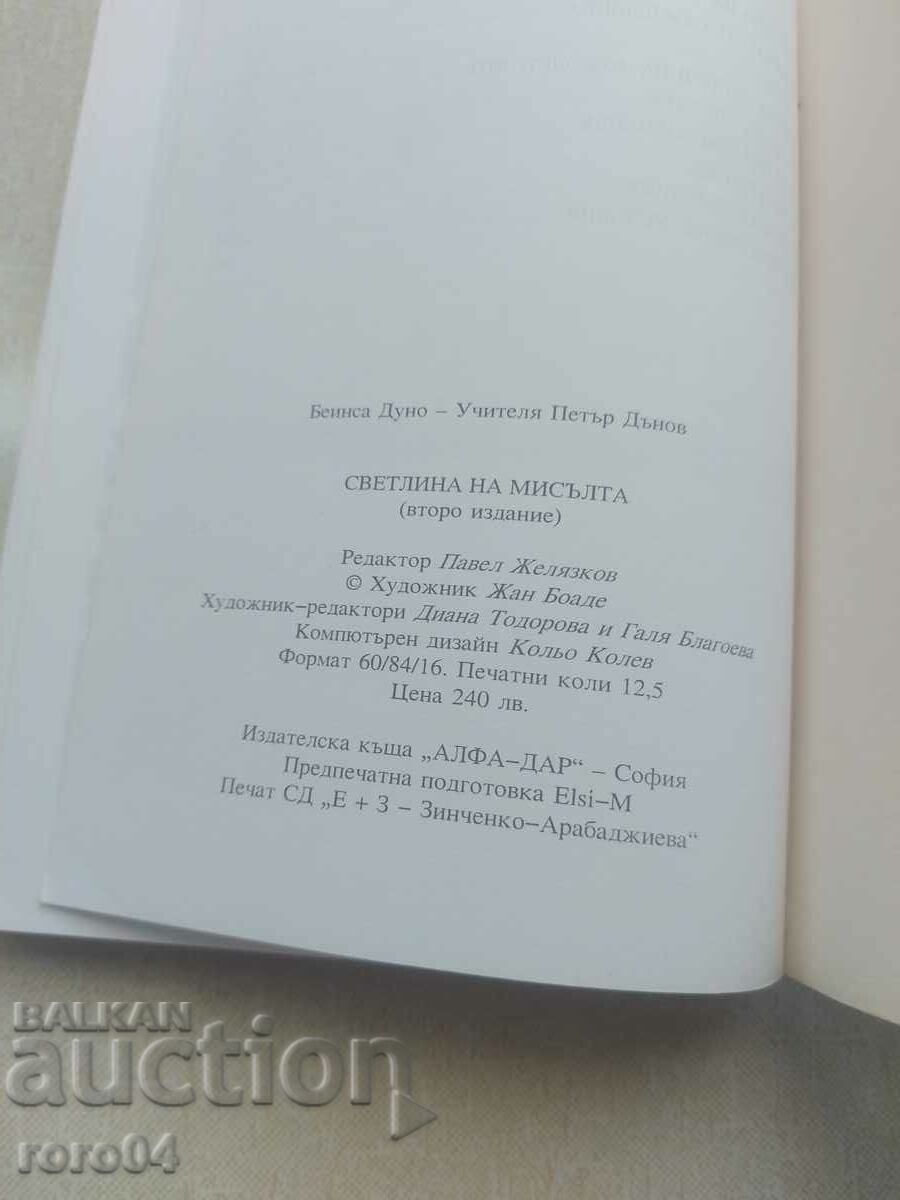 Беинса Дуно – Учителя Петър Дънов
СВЕТЛИНА НА МИСЪЛТА
(второ издание)
Редактор Павел Желязков
© Художник Жан Боаде
Художник–редактори Диана Тодорова и Галя Благоева
Компютърен дизайн Кольо Колев
Формат 60/84/16. Печатни коли 12,5
Цена 240 лв.
Издателска къща „АЛФА–ДАР“ – София
Предпечатна подготовка Elsi–M
Печат СД „Е + З – Зинченко–Арабаджиева“
BALKAN
auction
roro04